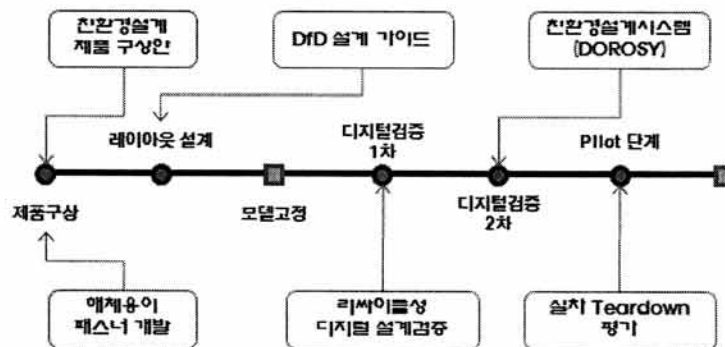 친환경설계
제품 구상안
DfD 설계 가이드
친환경설계시스템
(DOROSY)
레이아웃 설계
디지털검증
1차
Pilot 단계
제품구상
모델고정
디지털검증
2차
해체용이
패스너 개발
리싸이클성
디지털 설계검증
실차 Teardown
평가